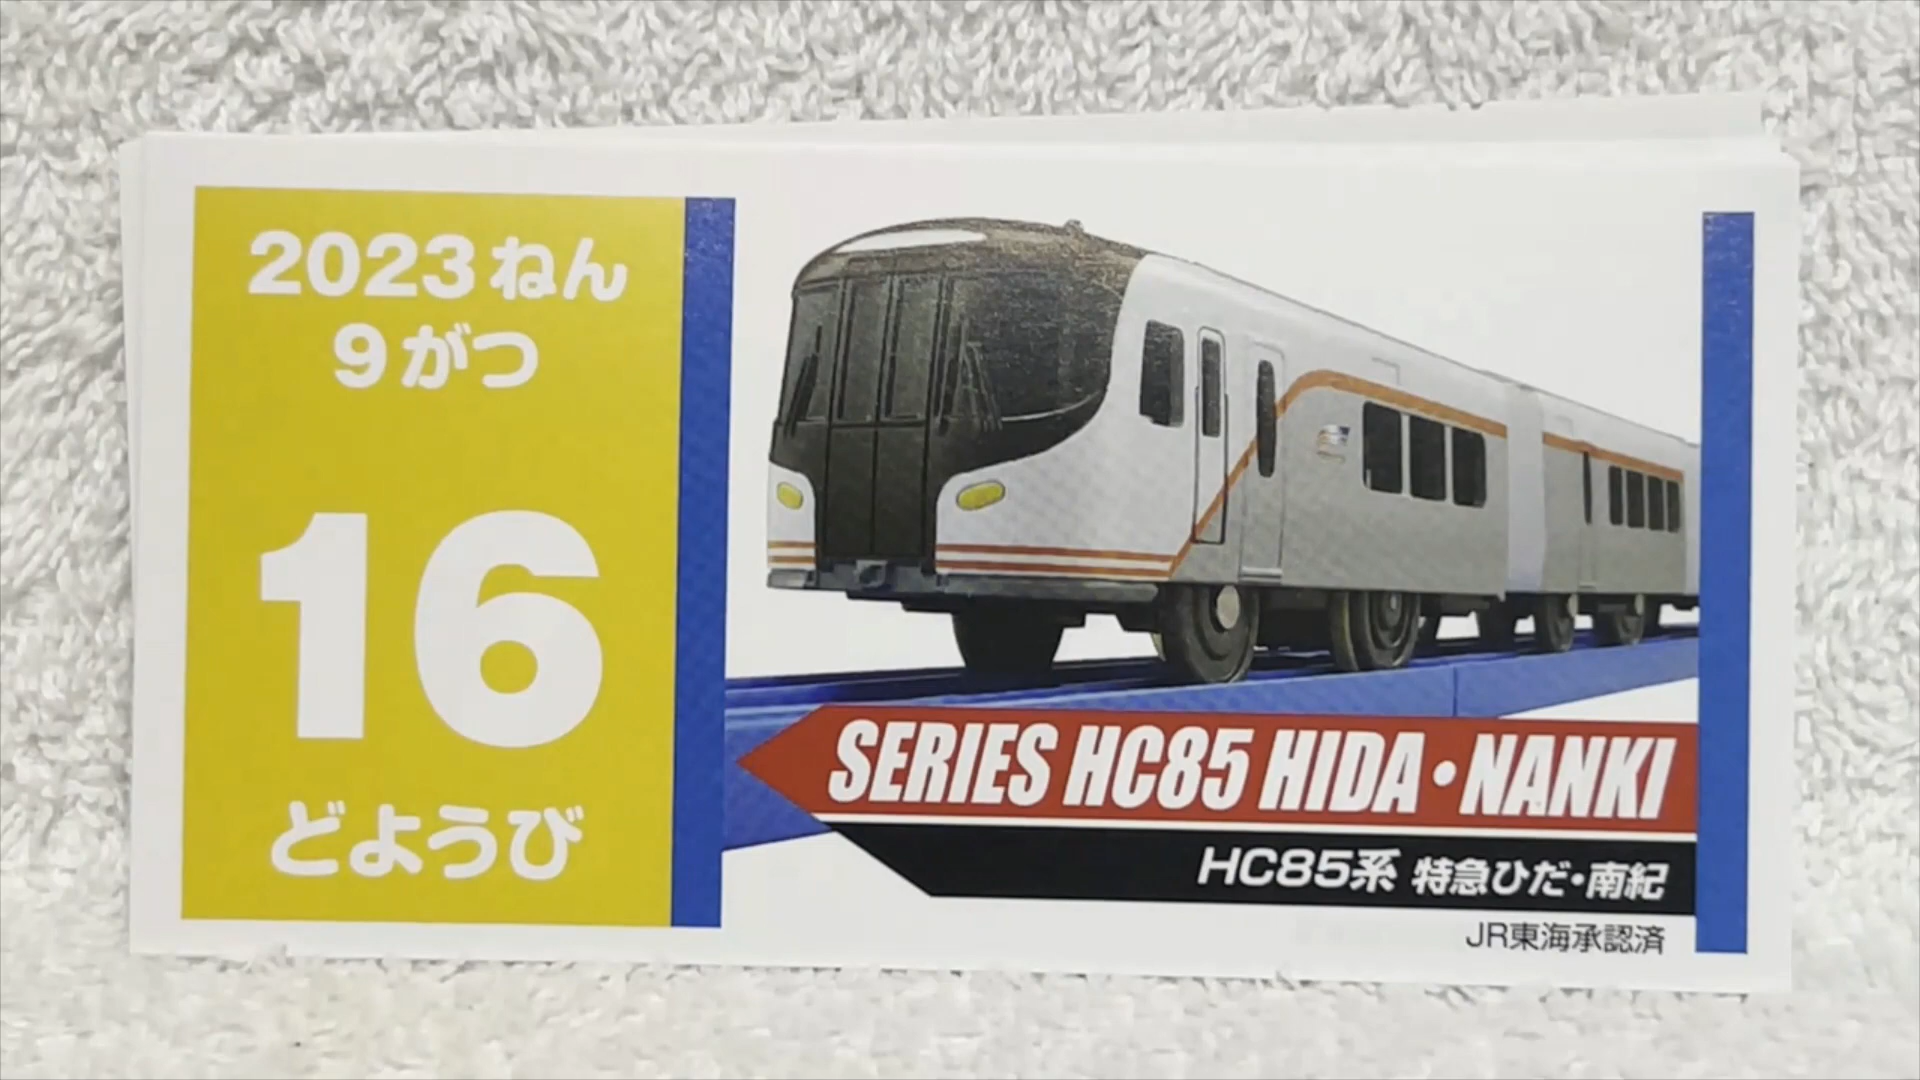 2023ねん
9がつ
16
どようび
SERIES HC85 HIDA・NANKI
HC85系 特急ひだ・南紀
JR東海承認済